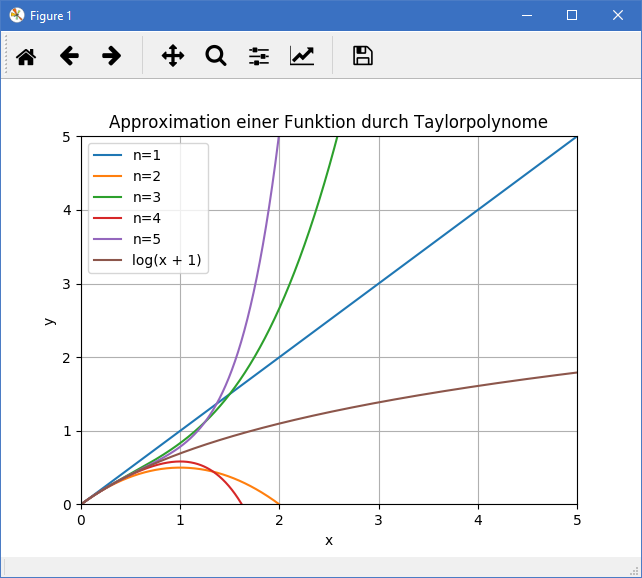 Figure 1
Approximation einer Funktion durch Taylorpolynome
5
4
3
2
1
0
y
n=1
n=2
n=3
n=4
n=5
log(x + 1)
0 1 2 3 4 5
x